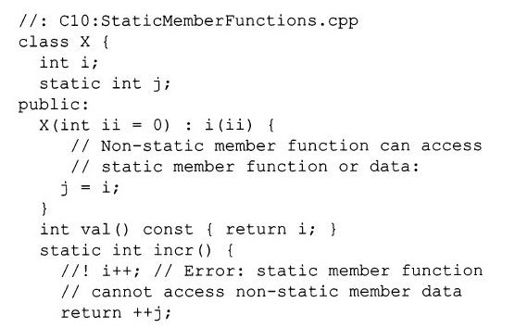 //: C10:StaticMemberFunctions.cpp
class X {
  int i;
  static int j;
public:
  X(int ii = 0) : i(ii) {
     // Non-static member function can access
     // static member function or data:
    j = i;
  }
  int val() const { return i; }
  static int incr() {
    //! i++; // Error: static member function
    // cannot access non-static member data
    return ++j;